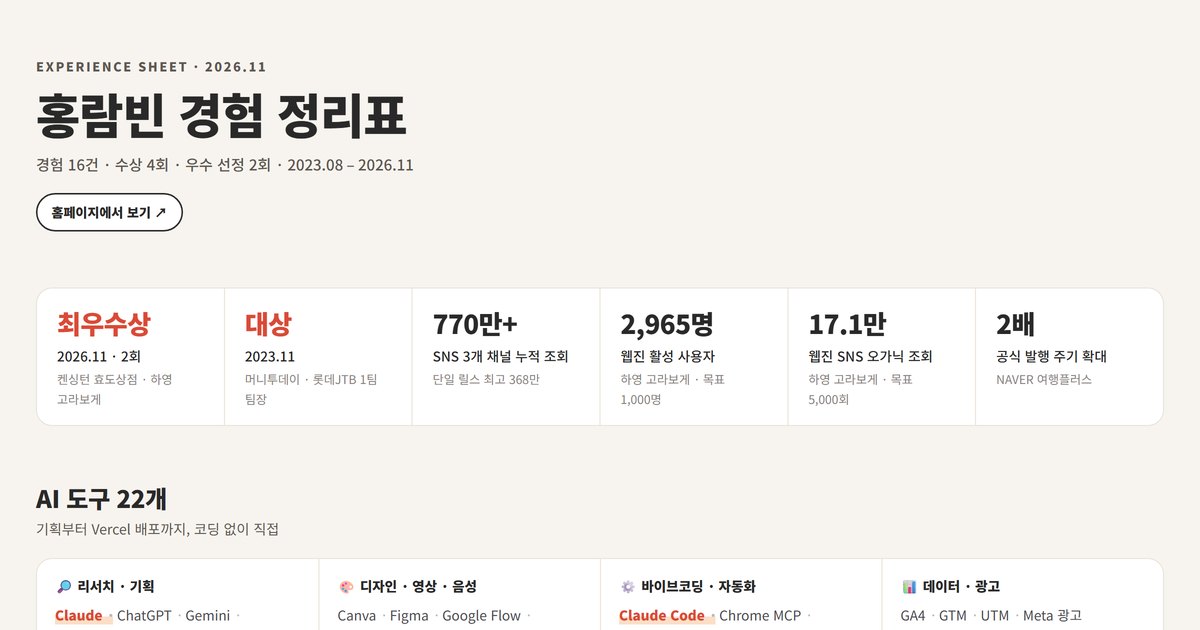 EXPERIENCE SHEET · 2026.11
홍람빈 경험 정리표
경험 16건 · 수상 4회 · 우수 선정 2회 · 2023.08 – 2026.11
홈페이지에서 보기 ↗
최우수상
2026.11 · 2회
켄싱턴 효도상점 · 하영
고라보게
대상
2023.11
머니투데이 · 롯데JTB 1팀
팀장
770만+
SNS 3개 채널 누적 조회
단일 릴스 최고 368만
2,965명
웹진 활성 사용자
하영 고라보게 · 목표
1,000명
17.1만
웹진 SNS 오가닉 조회
하영 고라보게 · 목표
5,000회
2배
공식 발행 주기 확대
NAVER 여행플러스
AI 도구 22개
기획부터 Vercel 배포까지, 코딩 없이 직접
리서치 · 기획
Claude · ChatGPT · Gemini ·
디자인 · 영상 · 음성
Canva · Figma · Google Flow ·
바이브코딩 · 자동화
Claude Code · Chrome MCP ·
데이터 · 광고
GA4 · GTM · UTM · Meta 광고